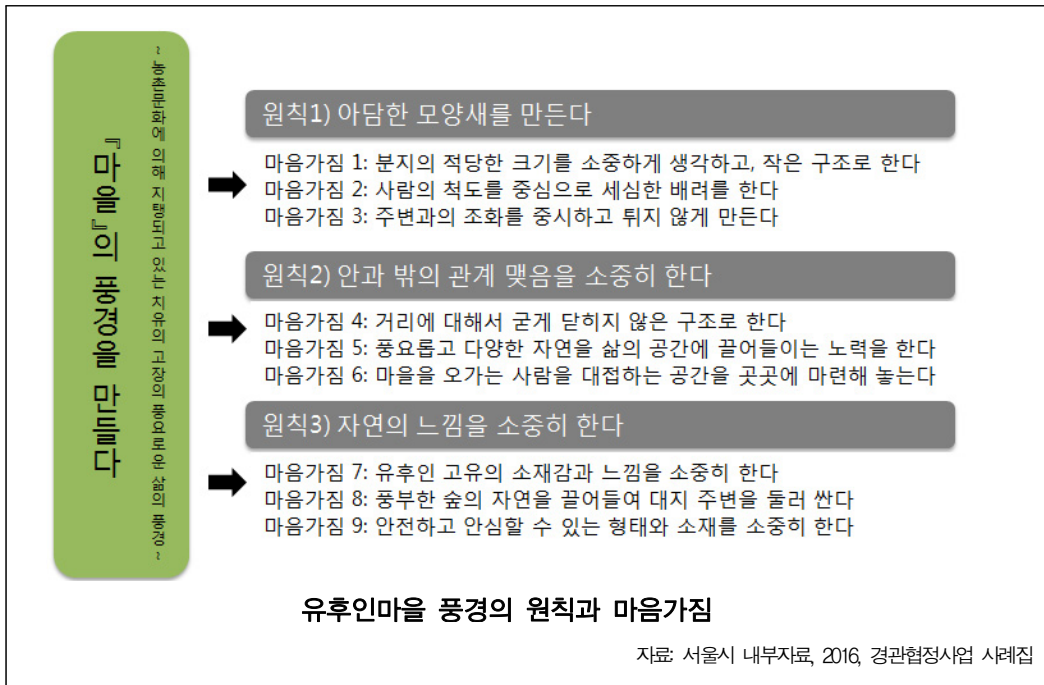 『마을』의 풍경을 만들다
~농촌문화에 의해 지탱되고 있는 치유의 고장의 풍요로운 삶의 풍경~
원칙1) 아담한 모양새를 만든다
마음가짐 1: 분지의 적당한 크기를 소중하게 생각하고, 작은 구조로 한다
마음가짐 2: 사람의 척도를 중심으로 세심한 배려를 한다
마음가짐 3: 주변과의 조화를 중시하고 튀지 않게 만든다
원칙2) 안과 밖의 관계 맺음을 소중히 한다
마음가짐 4: 거리에 대해서 굳게 닫히지 않은 구조로 한다
마음가짐 5: 풍요롭고 다양한 자연을 삶의 공간에 끌어들이는 노력을 한다
마음가짐 6: 마을을 오가는 사람을 대접하는 공간을 곳곳에 마련해 놓는다
원칙3) 자연의 느낌을 소중히 한다
마음가짐 7: 유후인 고유의 소재감과 느낌을 소중히 한다
마음가짐 8: 풍부한 숲의 자연을 끌어들여 대지 주변을 둘러 싼다
마음가짐 9: 안전하고 안심할 수 있는 형태와 소재를 소중히 한다
유후인마을 풍경의 원칙과 마음가짐
자료: 서울시 내부자료, 2016, 경관협정사업 사례집